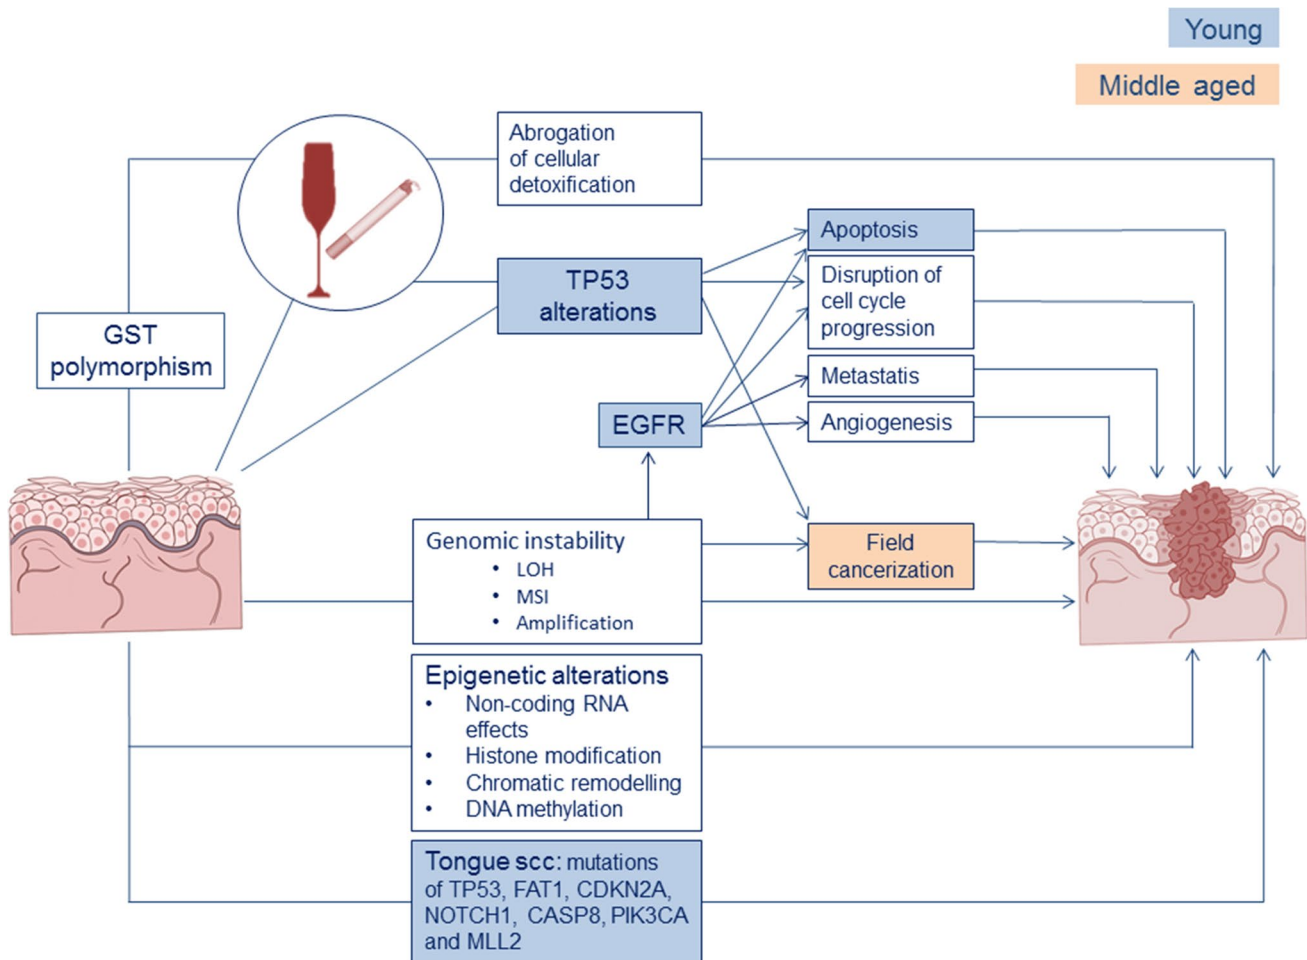 Young
Middle aged
Abrogation
of cellular
detoxification
Apoptosis
TP53
alterations
Disruption of
cell cycle
progression
GST
polymorphism
Metastatis
EGFR
Angiogenesis
Genomic instability
• LOH
• MSI
• Amplification
Field
cancerization
Epigenetic alterations
• Non-coding RNA
effects
• Histone modification
• Chromatic remodelling
• DNA methylation
Tongue scc: mutations
of TP53, FAT1, CDKN2A,
NOTCH1, CASP8, PIK3CA
and MLL2